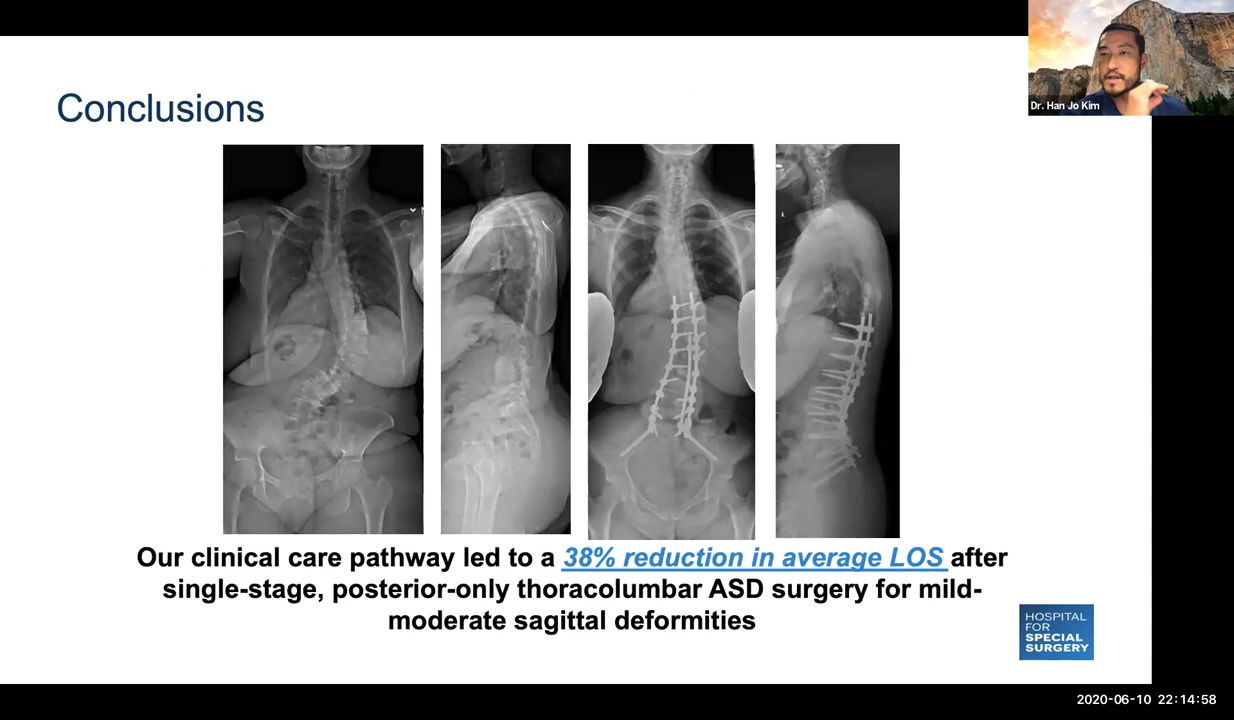 Conclusions
Dr. Han Jo Kim
Our clinical care pathway led to a 38% reduction in average LOS after
single-stage, posterior-only thoracolumbar ASD surgery for mild-
moderate sagittal deformities
HOSPITAL
FOR
SPECIAL
SURGERY
2020-06-10 22:14:58